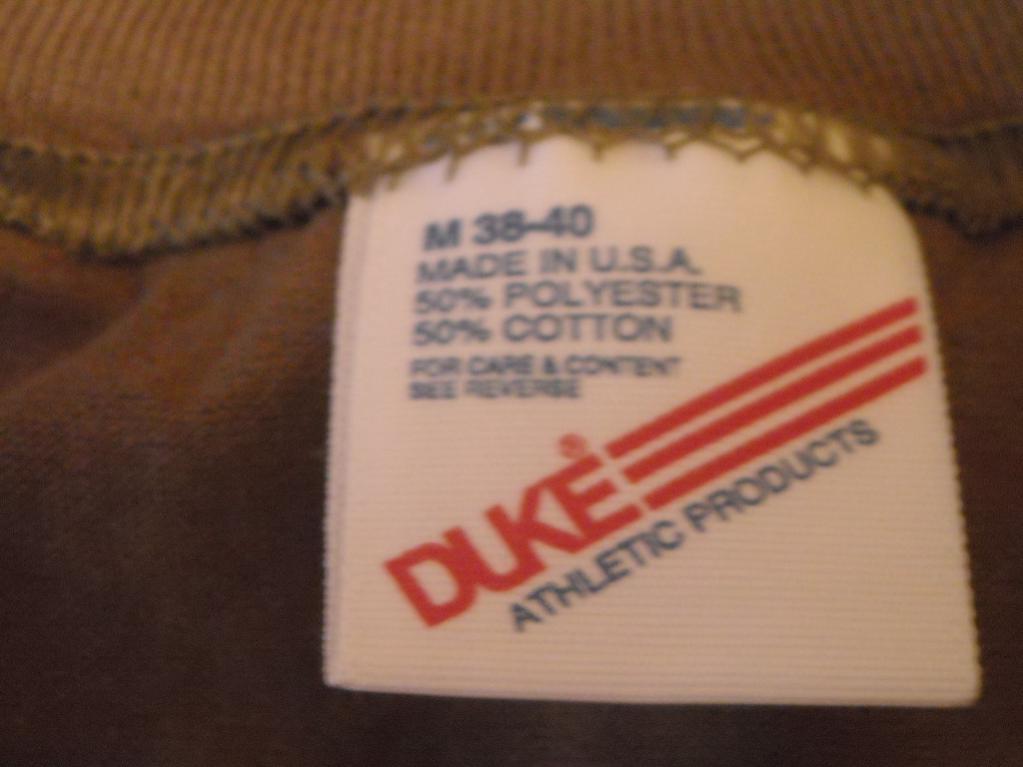 M 38-40
MADE IN U.S.A.
50% POLYESTER
50% COTTON
FOR CARE & CONTENT
SEE REVERSE
DUKE®
ATHLETIC PRODUCTS